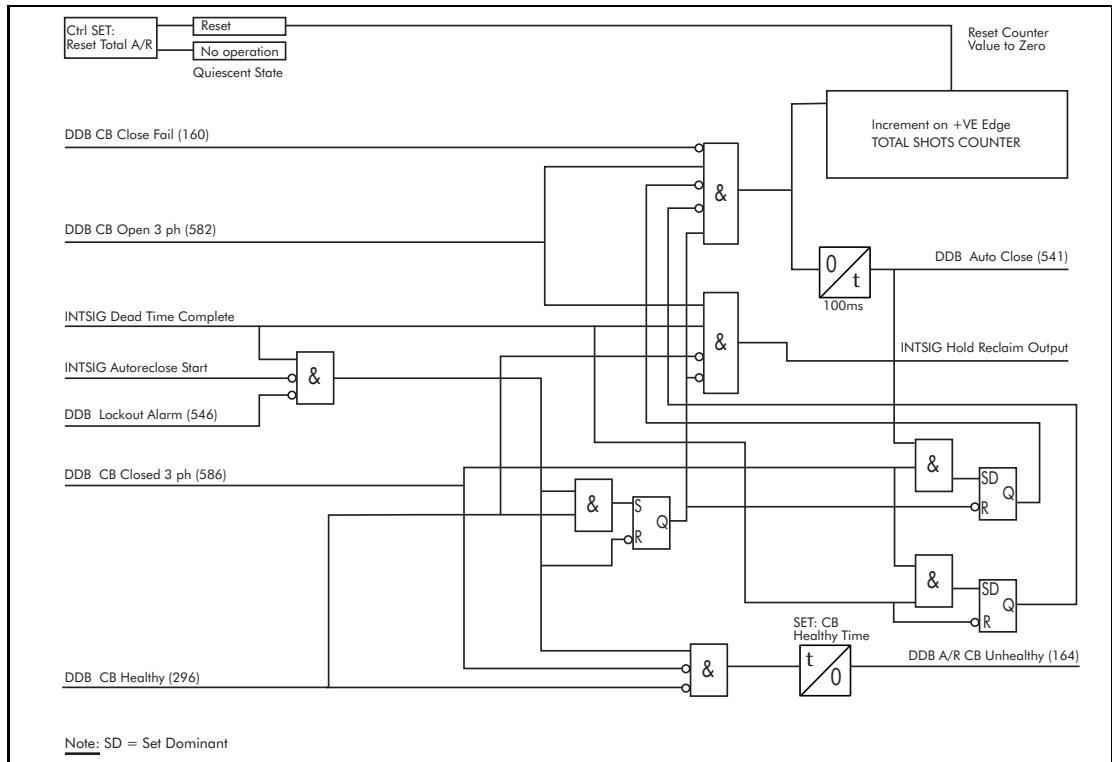 Ctrl SET:
Reset Total A/R
Reset
No operation
Quiescent State
Reset Counter
Value to Zero
Increment on +VE Edge
TOTAL SHOTS COUNTER
DDB CB Close Fail (160)
&
DDB CB Open 3 ph (582)
0
t
100ms
DDB Auto Close (541)
INTSIG Dead Time Complete
&
INTSIG Hold Reclaim Output
INTSIG Autoreclose Start
&
DDB Lockout Alarm (546)
DDB CB Closed 3 ph (586)
&
S
Q
R
&
SD
Q
R
&
SD
Q
R
SET: CB
Healthy Time
t
0
DDB A/R CB Unhealthy (164)
&
DDB CB Healthy (296)
Note: SD = Set Dominant